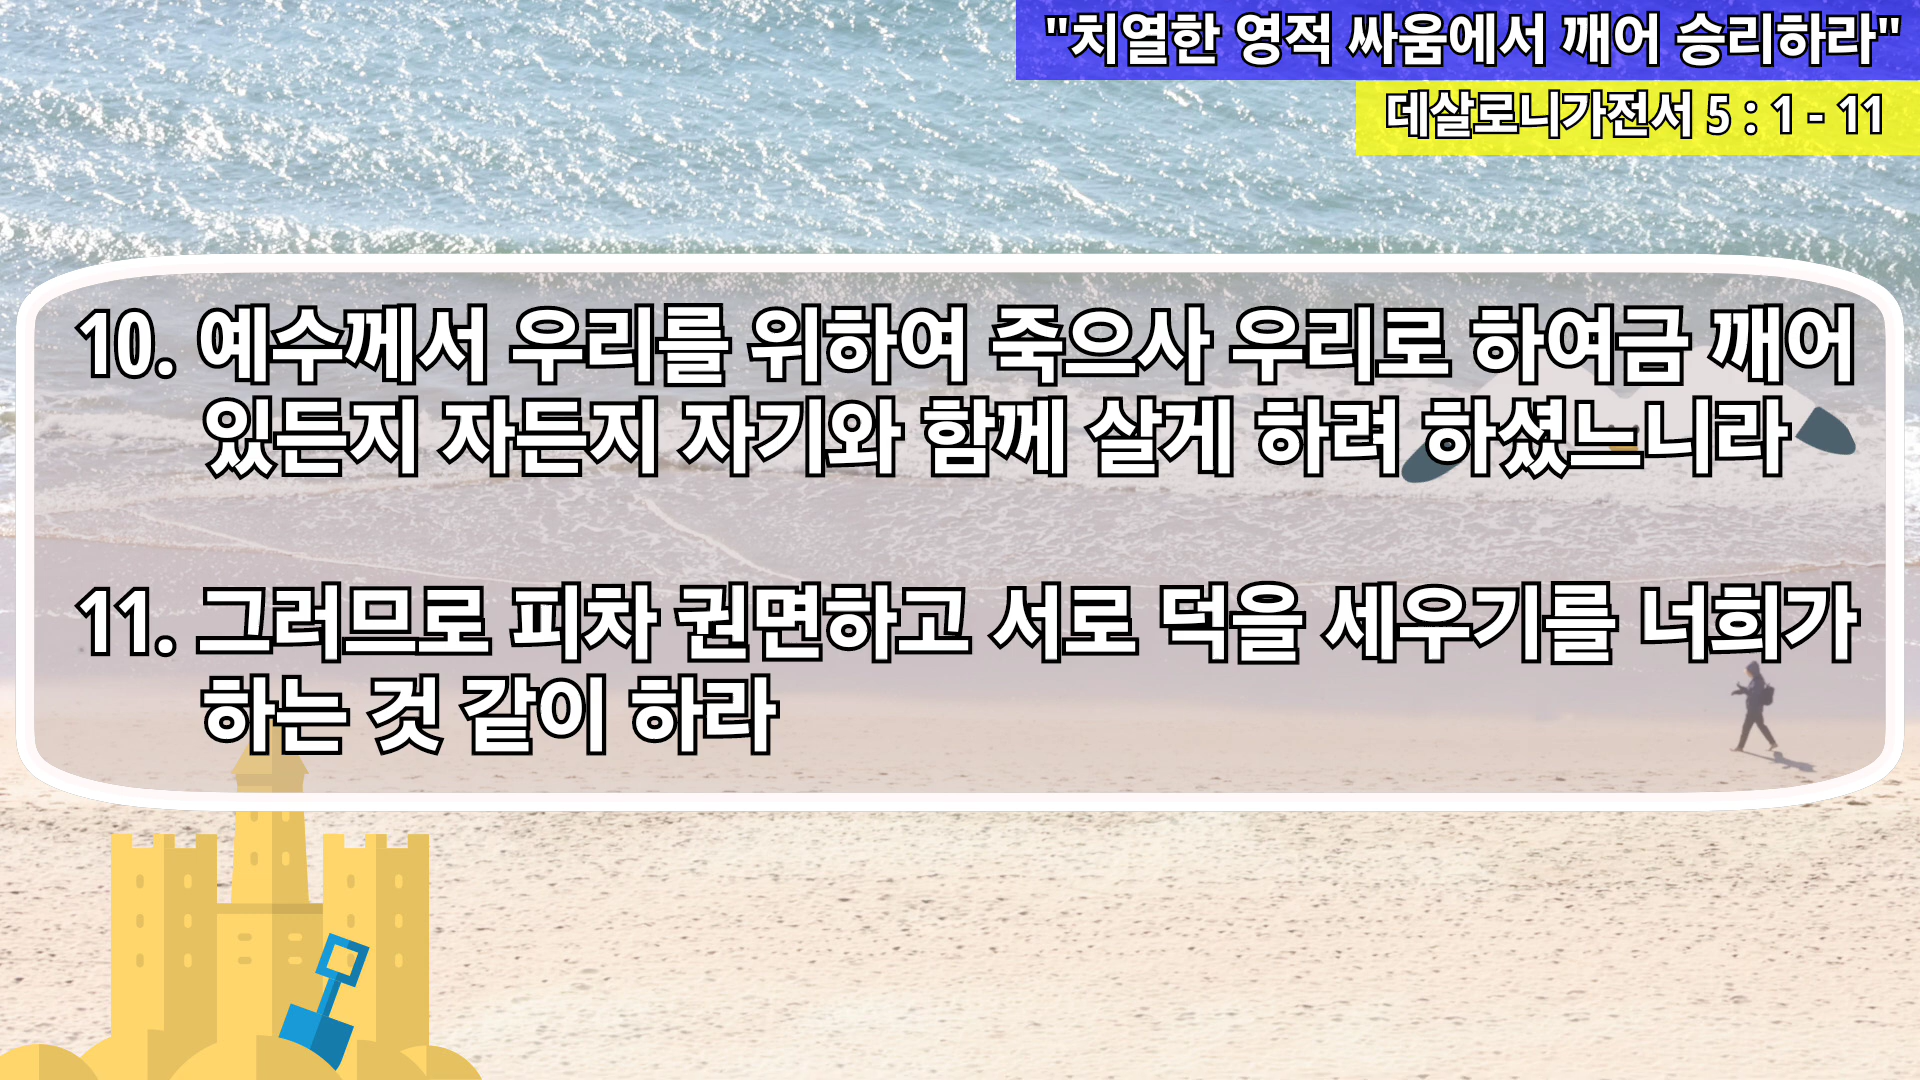 "치열한 영적 싸움에서 깨어 승리하라"
데살로니가전서 5 : 1 - 11
10. 예수께서 우리를 위하여 죽으사 우리로 하여금 깨어
있든지 자든지 자기와 함께 살게 하려 하셨느니라
11. 그러므로 피차 권면하고 서로 덕을 세우기를 너희가
하는 것 같이 하라